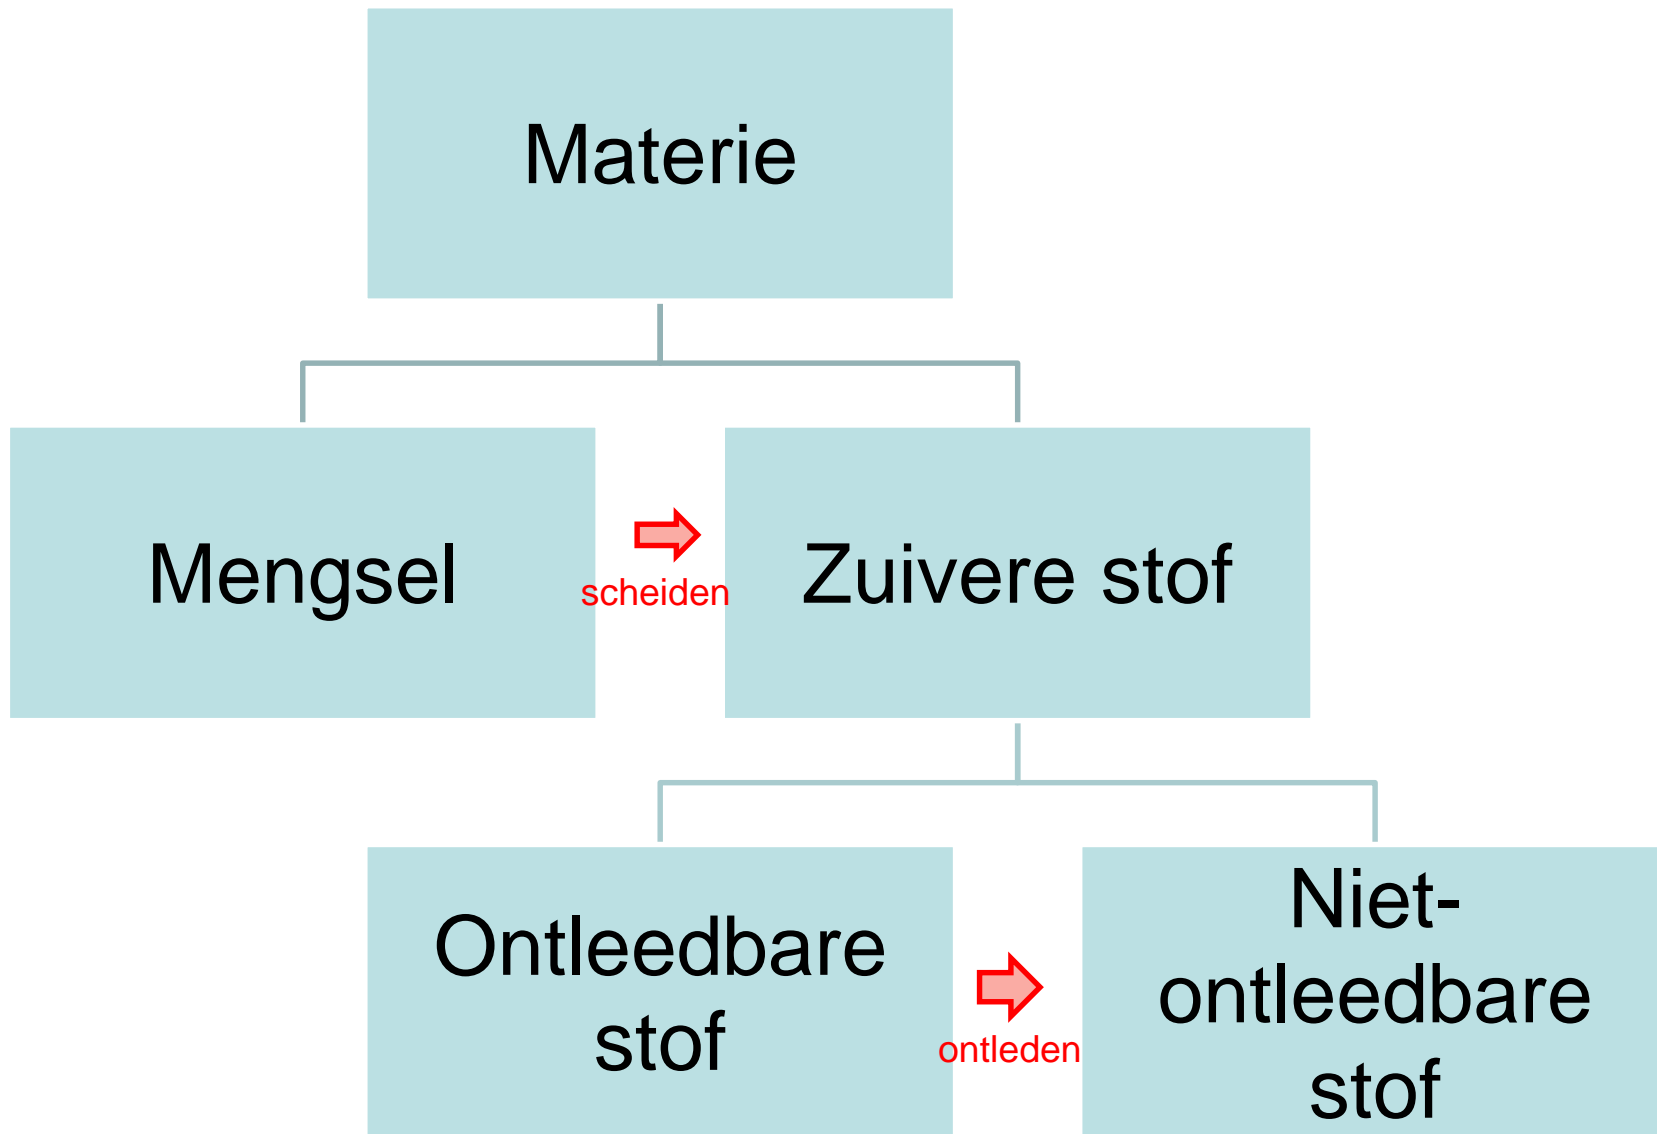 Materie
Mengsel
scheiden
Zuivere stof
Ontleedbare
stof
ontleden
Niet-
ontleedbare
stof